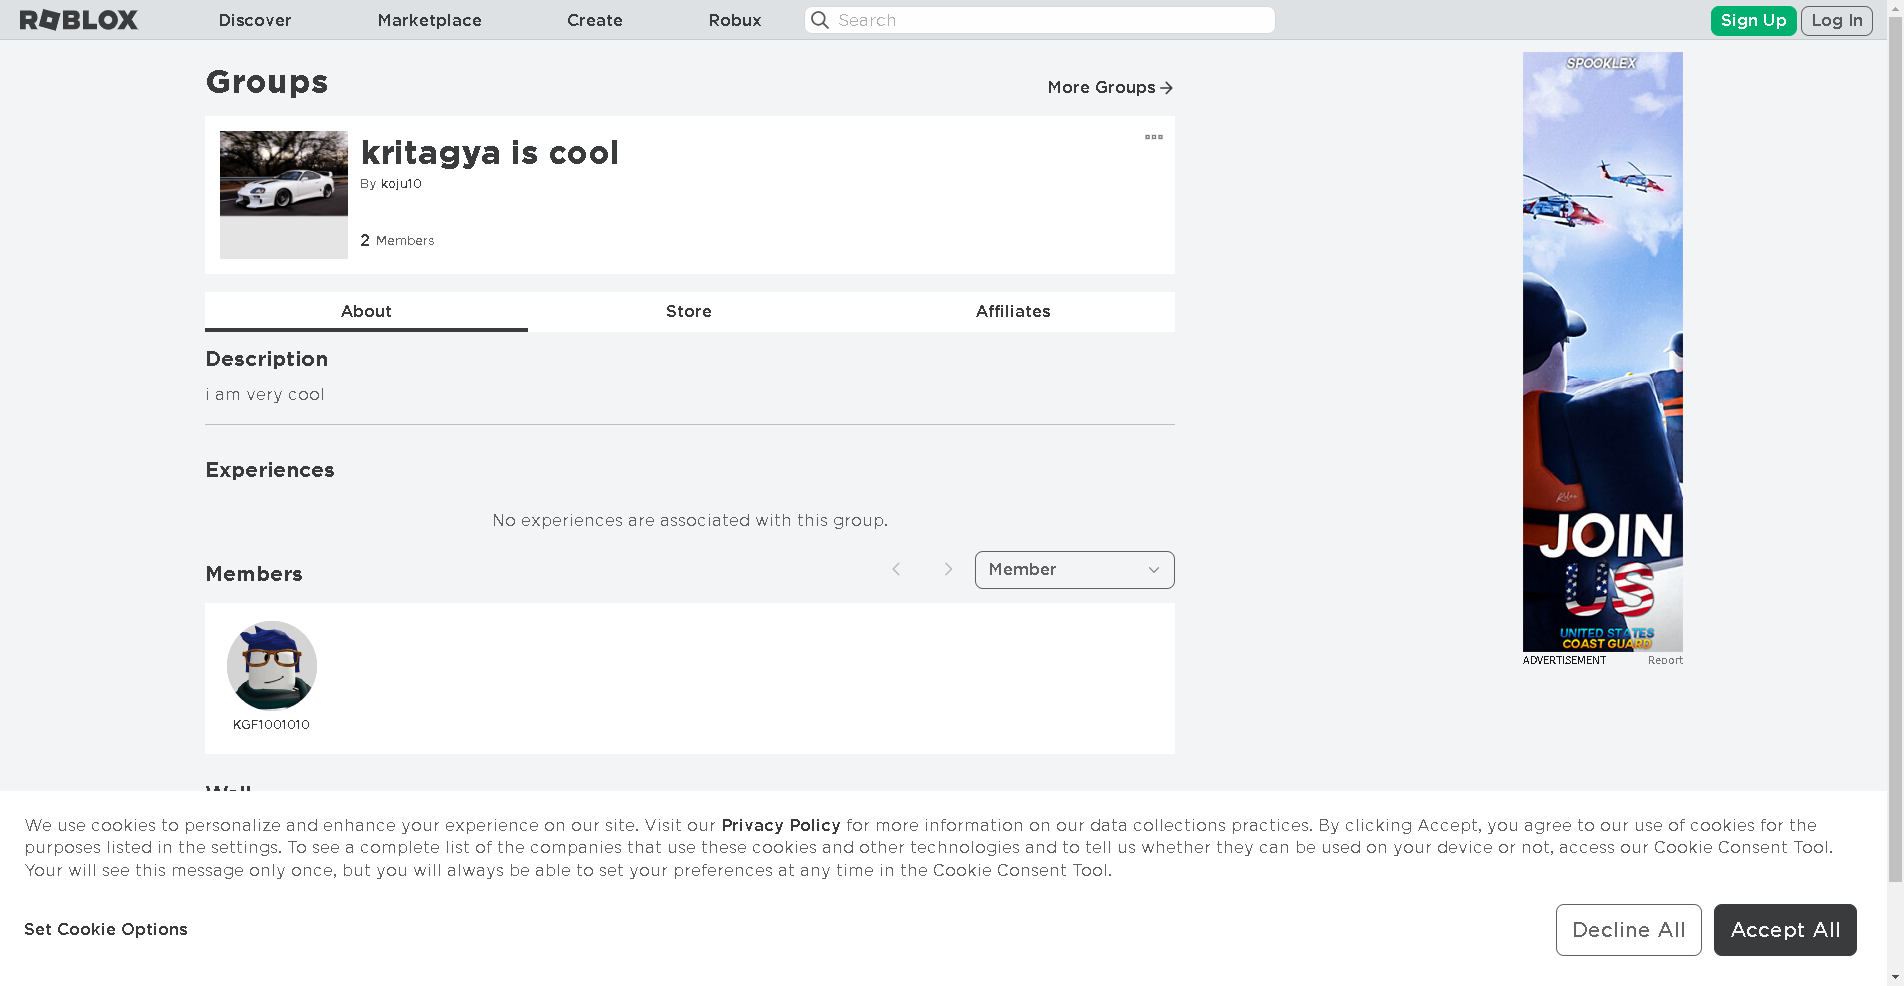 ROBLOX Discover Marketplace Create Robux Search Sign Up Log In
Groups
More Groups
kritagya is cool
By koju10
2 Members
About Store Affiliates
Description
i am very cool
Experiences
No experiences are associated with this group.
Members
Member
KGF1001010
Wall
SPOOKLEX
JOIN
US
UNITED STATES
COAST GUARD
ADVERTISEMENT Report
We use cookies to personalize and enhance your experience on our site. Visit our Privacy Policy for more information on our data collections practices. By clicking Accept, you agree to our use of cookies for the
purposes listed in the settings. To see a complete list of the companies that use these cookies and other technologies and to tell us whether they can be used on your device or not, access our Cookie Consent Tool.
Your will see this message only once, but you will always be able to set your preferences at any time in the Cookie Consent Tool.
Set Cookie Options
Decline All
Accept All